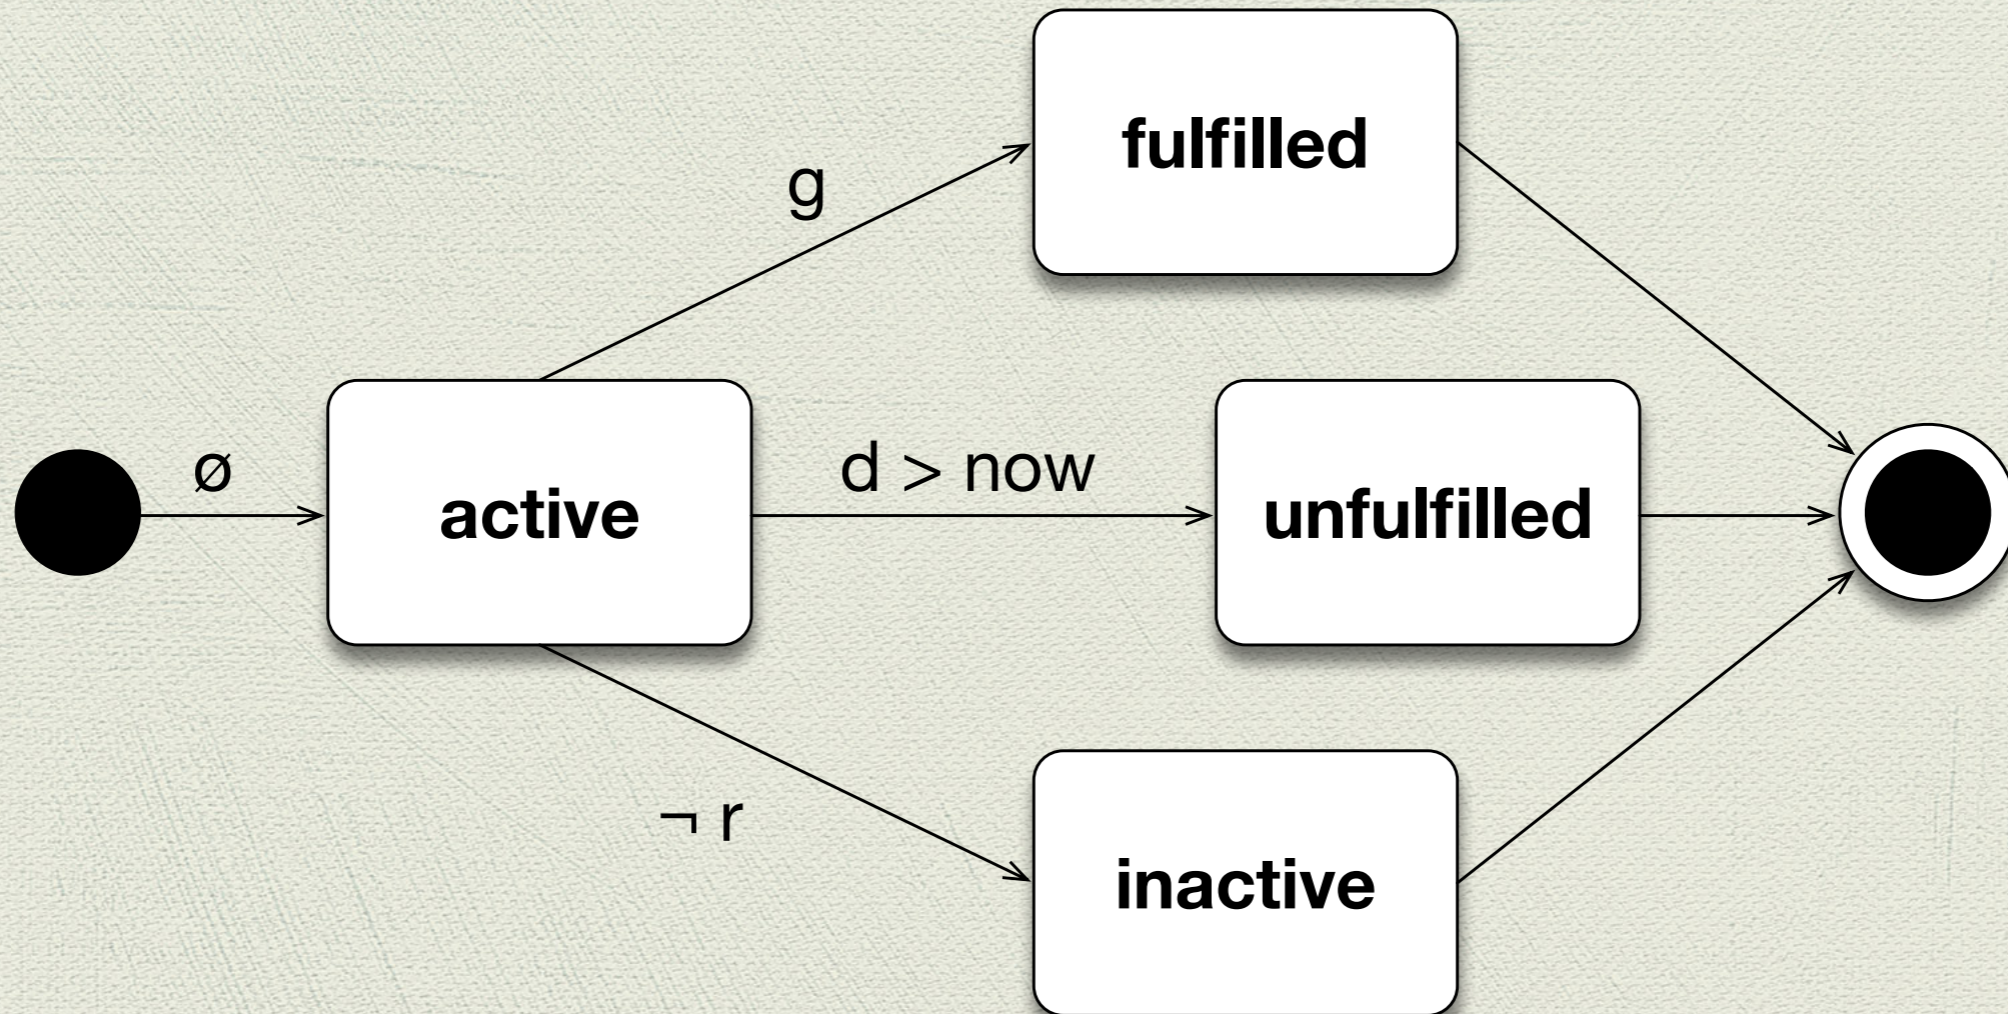 fulfilled
g
ø
active
d > now
unfulfilled
¬ r
inactive